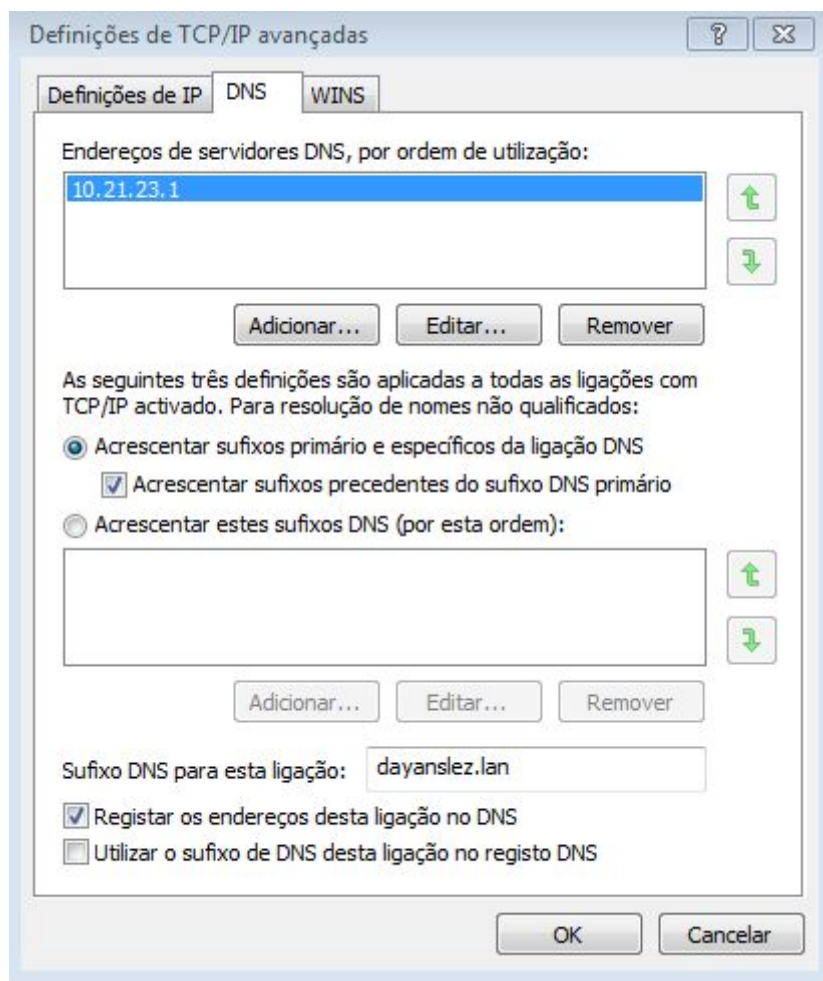 Definições de TCP/IP avançadas
Definições de IP DNS WINS
Endereços de servidores DNS, por ordem de utilização:
10.21.23.1
Adicionar... Editar... Remover
As seguintes três definições são aplicadas a todas as ligações com
TCP/IP activado. Para resolução de nomes não qualificados:
Acrescentar sufixos primário e específicos da ligação DNS
Acrescentar sufixos precedentes do sufixo DNS primário
Acrescentar estes sufixos DNS (por esta ordem):
Adicionar... Editar... Remover
Sufixo DNS para esta ligação: dayanslez.lan
Registar os endereços desta ligação no DNS
Utilizar o sufixo de DNS desta ligação no registo DNS
OK Cancelar